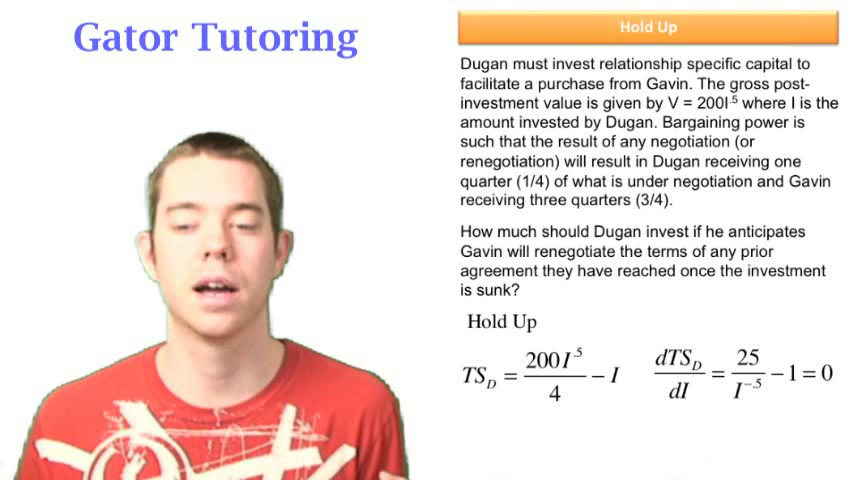 Gator Tutoring
Hold Up
Dugan must invest relationship specific capital to
facilitate a purchase from Gavin. The gross post-
investment value is given by V = 200I^.5 where I is the
amount invested by Dugan. Bargaining power is
such that the result of any negotiation (or
renegotiation) will result in Dugan receiving one
quarter (1/4) of what is under negotiation and Gavin
receiving three quarters (3/4).
How much should Dugan invest if he anticipates
Gavin will renegotiate the terms of any prior
agreement they have reached once the investment
is sunk?
Hold Up
TS_D = 200I^.5 / 4 − I
dTS_D / dI = 25 / I^−.5 − 1 = 0